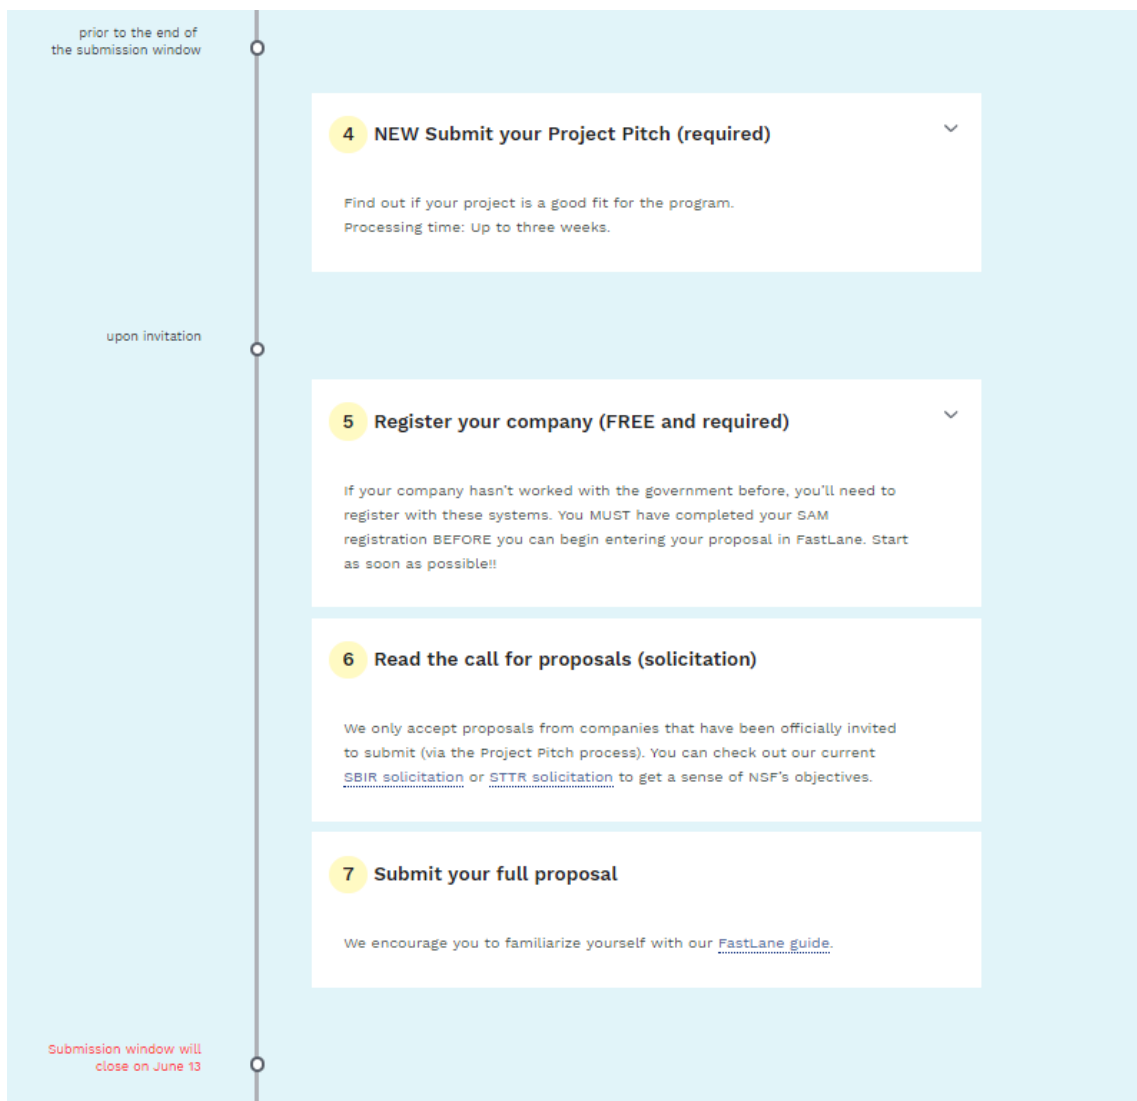 prior to the end of
the submission window
4 NEW Submit your Project Pitch (required)
Find out if your project is a good fit for the program.
Processing time: Up to three weeks.
upon invitation
5 Register your company (FREE and required)
If your company hasn't worked with the government before, you'll need to
register with these systems. You MUST have completed your SAM
registration BEFORE you can begin entering your proposal in FastLane. Start
as soon as possible!!
6 Read the call for proposals (solicitation)
We only accept proposals from companies that have been officially invited
to submit (via the Project Pitch process). You can check out our current
SBIR solicitation or STTR solicitation to get a sense of NSF's objectives.
7 Submit your full proposal
We encourage you to familiarize yourself with our FastLane guide.
Submission window will
close on June 13